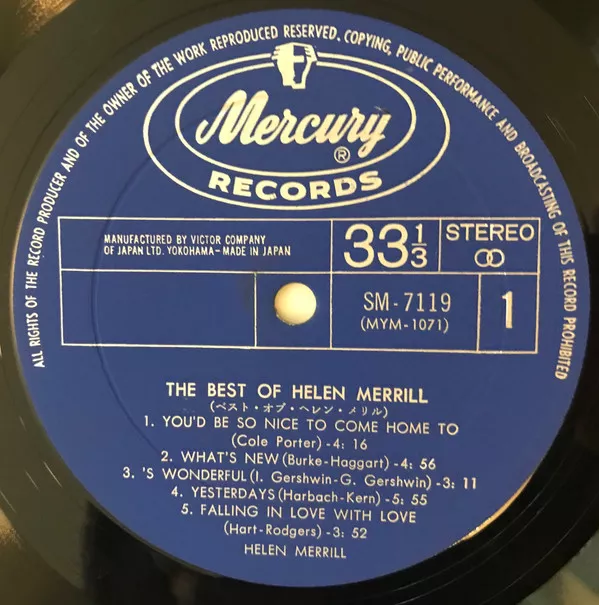 ALL RIGHTS OF THE RECORD PRODUCER AND OF THE OWNER OF THE WORK REPRODUCED RESERVED. COPYING, PUBLIC PERFORMANCE AND BROADCASTING OF THIS RECORD PROHIBITED
Mercury ®
RECORDS
MANUFACTURED BY VICTOR COMPANY
OF JAPAN LTD. YOKOHAMA-MADE IN JAPAN
33 1/3
STEREO
SM-7119
(MYM-1071)
1
THE BEST OF HELEN MERRILL
(ベスト・オブ・ヘレン・メリル)
1. YOU'D BE SO NICE TO COME HOME TO
(Cole Porter)-4: 16
2. WHAT'S NEW (Burke-Haggart)-4: 56
3. 'S WONDERFUL(I. Gershwin-G. Gershwin)-3: 11
4. YESTERDAYS(Harbach-Kern)-5: 55
5. FALLING IN LOVE WITH LOVE
(Hart-Rodgers)-3: 52
HELEN MERRILL